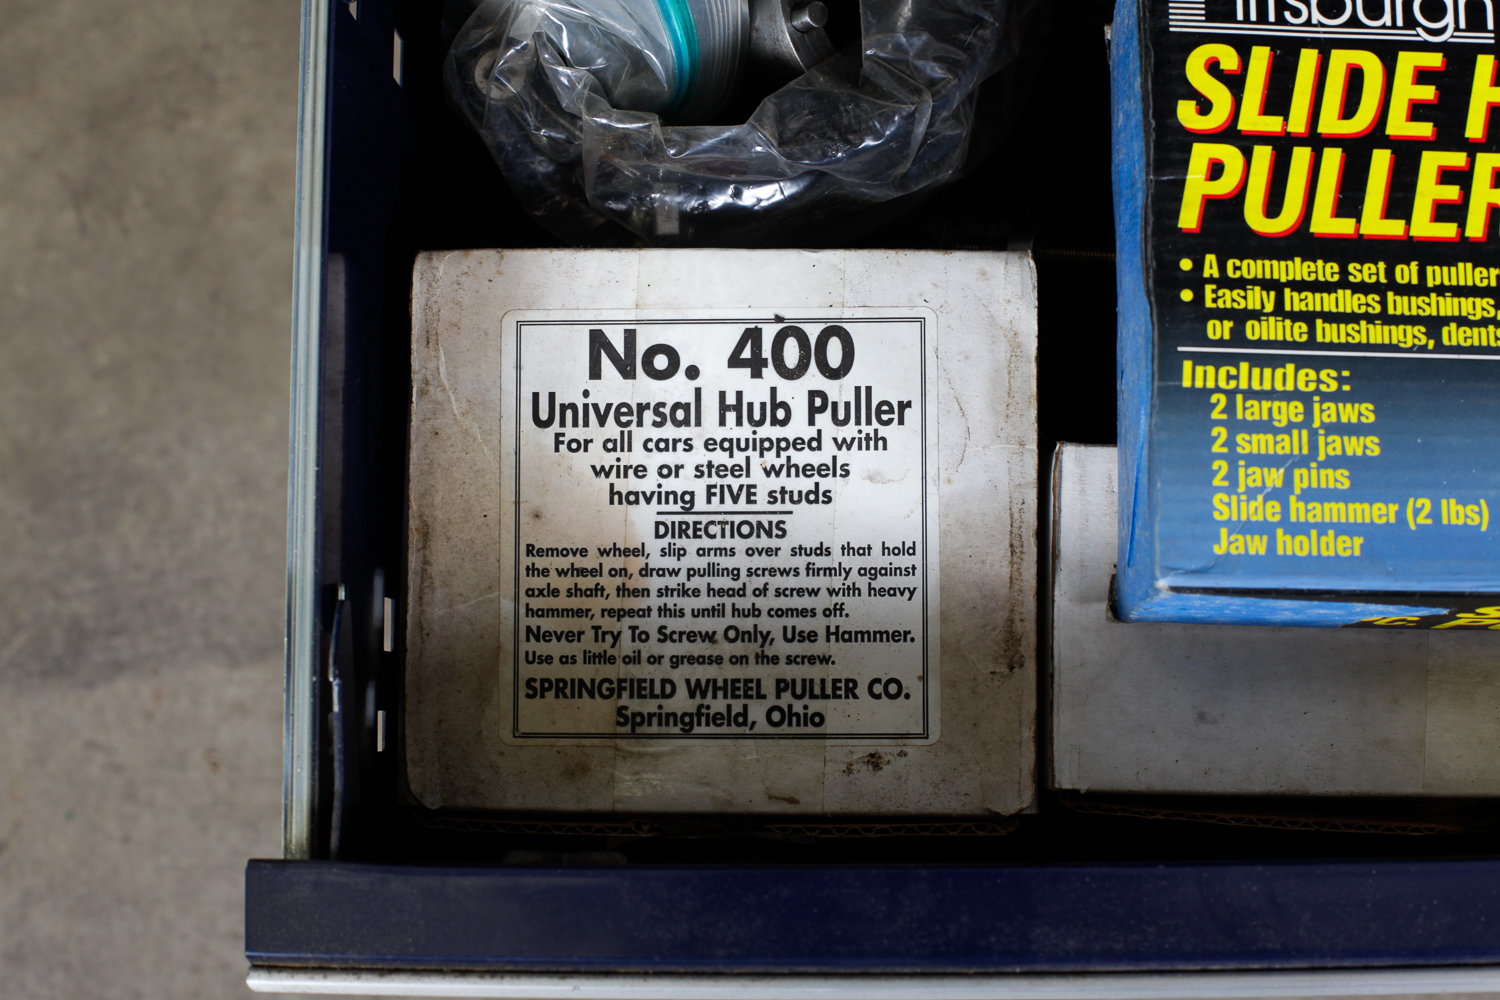 No. 400
Universal Hub Puller
For all cars equipped with
wire or steel wheels
having FIVE studs
DIRECTIONS
Remove wheel, slip arms over studs that hold
the wheel on, draw pulling screws firmly against
axle shaft, then strike head of screw with heavy
hammer, repeat this until hub comes off.
Never Try To Screw Only, Use Hammer.
Use as little oil or grease on the screw.
SPRINGFIELD WHEEL PULLER CO.
Springfield, Ohio
Pittsburgh
SLIDE H
PULLER
• A complete set of puller
• Easily handles bushings,
or oilite bushings, dents
Includes:
2 large jaws
2 small jaws
2 jaw pins
Slide hammer (2 lbs)
Jaw holder